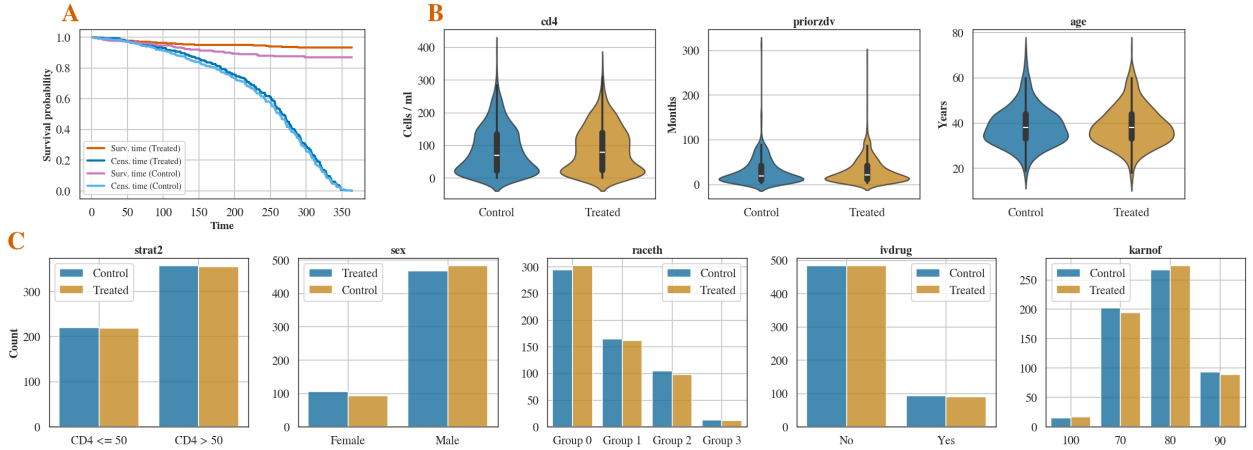 A
Survival probability
1.0
0.8
0.6
0.4
0.2
0.0
Surv. time (Treated)
Cens. time (Treated)
Surv. time (Control)
Cens. time (Control)
0 50 100 150 200 250 300 350
Time
B
cd4
Cells / ml
400
300
200
100
0
Control Treated
priorzdv
Months
300
200
100
0
Control Treated
age
Years
80
60
40
20
Control Treated
C
strat2
Count
300
200
100
0
Control
Treated
CD4 <= 50 CD4 > 50
sex
500
400
300
200
100
0
Treated
Control
Female Male
raceth
300
250
200
150
100
50
0
Control
Treated
Group 0 Group 1 Group 2 Group 3
ivdrug
500
400
300
200
100
0
Control
Treated
No Yes
karnof
250
200
150
100
50
0
Control
Treated
100 70 80 90